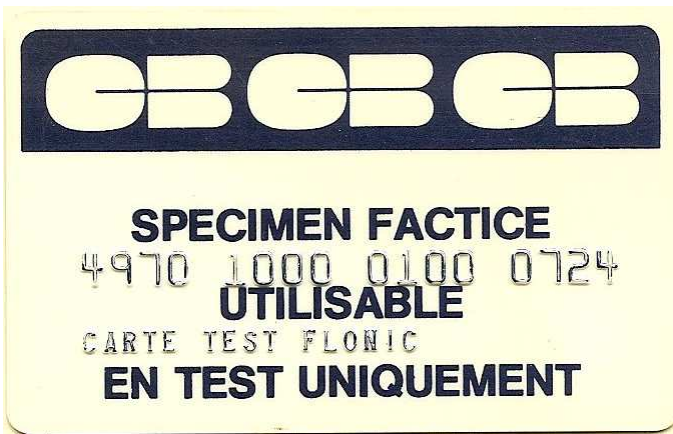 CB CB CB
SPECIMEN FACTICE
4970 1000 0100 0724
UTILISABLE
CARTE TEST FLONIC
EN TEST UNIQUEMENT